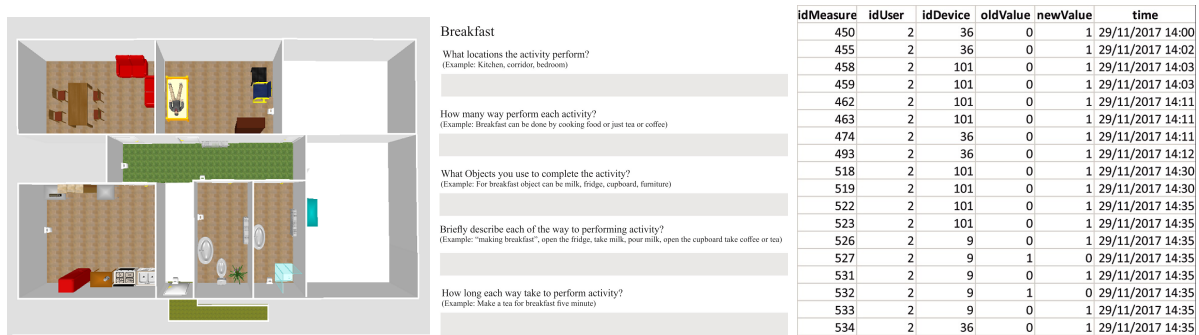 Breakfast
What locations the activity perform?
(Example: Kitchen, corridor, bedroom)
How many way perform each activity?
(Example: Breakfast can be done by cooking food or just tea or coffee)
What Objects you use to complete the activity?
(Example: For breakfast object can be milk, fridge, cupboard, furniture)
Briefly describe each of the way to performing activity?
(Example: “making breakfast”, open the fridge, take milk, pour milk, open the cupboard take coffee or tea)
How long each way take to perform activity?
(Example: Make a tea for breakfast five minute)
idMeasure idUser idDevice oldValue newValue time
450 2 36 0 1 29/11/2017 14:00
455 2 36 0 1 29/11/2017 14:02
458 2 101 0 1 29/11/2017 14:03
459 2 101 0 1 29/11/2017 14:03
462 2 101 0 1 29/11/2017 14:11
463 2 101 0 1 29/11/2017 14:11
474 2 36 0 1 29/11/2017 14:11
493 2 36 0 1 29/11/2017 14:12
518 2 101 0 1 29/11/2017 14:30
519 2 101 0 1 29/11/2017 14:30
522 2 101 0 1 29/11/2017 14:35
523 2 101 0 1 29/11/2017 14:35
526 2 9 0 1 29/11/2017 14:35
527 2 9 1 0 29/11/2017 14:35
531 2 9 0 1 29/11/2017 14:35
532 2 9 1 0 29/11/2017 14:35
533 2 9 0 1 29/11/2017 14:35
534 2 36 0 1 29/11/2017 14:35